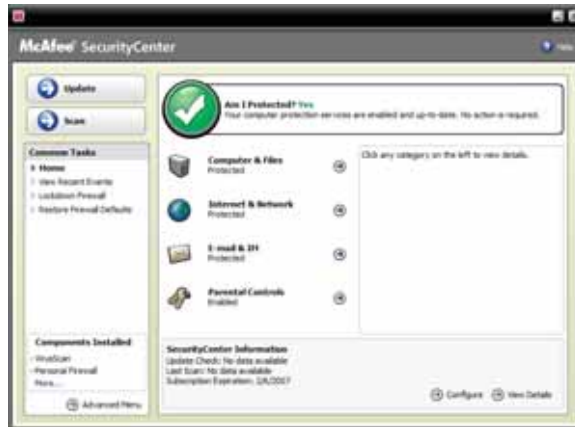 McAfee SecurityCenter
Help
Update
Scan
Common Tasks
Home
View Recent Events
Lockdown Firewall
Restore Firewall Defaults
Components Installed
VirusScan
Personal Firewall
More...
Advanced Menu
Am I Protected? Yes
Your computer protection services are enabled and up-to-date. No action is required.
Computer & Files
Protected
Internet & Network
Protected
E-mail & IM
Protected
Parental Controls
Enabled
Click any category on the left to view details.
SecurityCenter Information
Update Check: No data available
Last Scan: No data available
Subscription Expiration: 2/6/2007
Configure
View Details